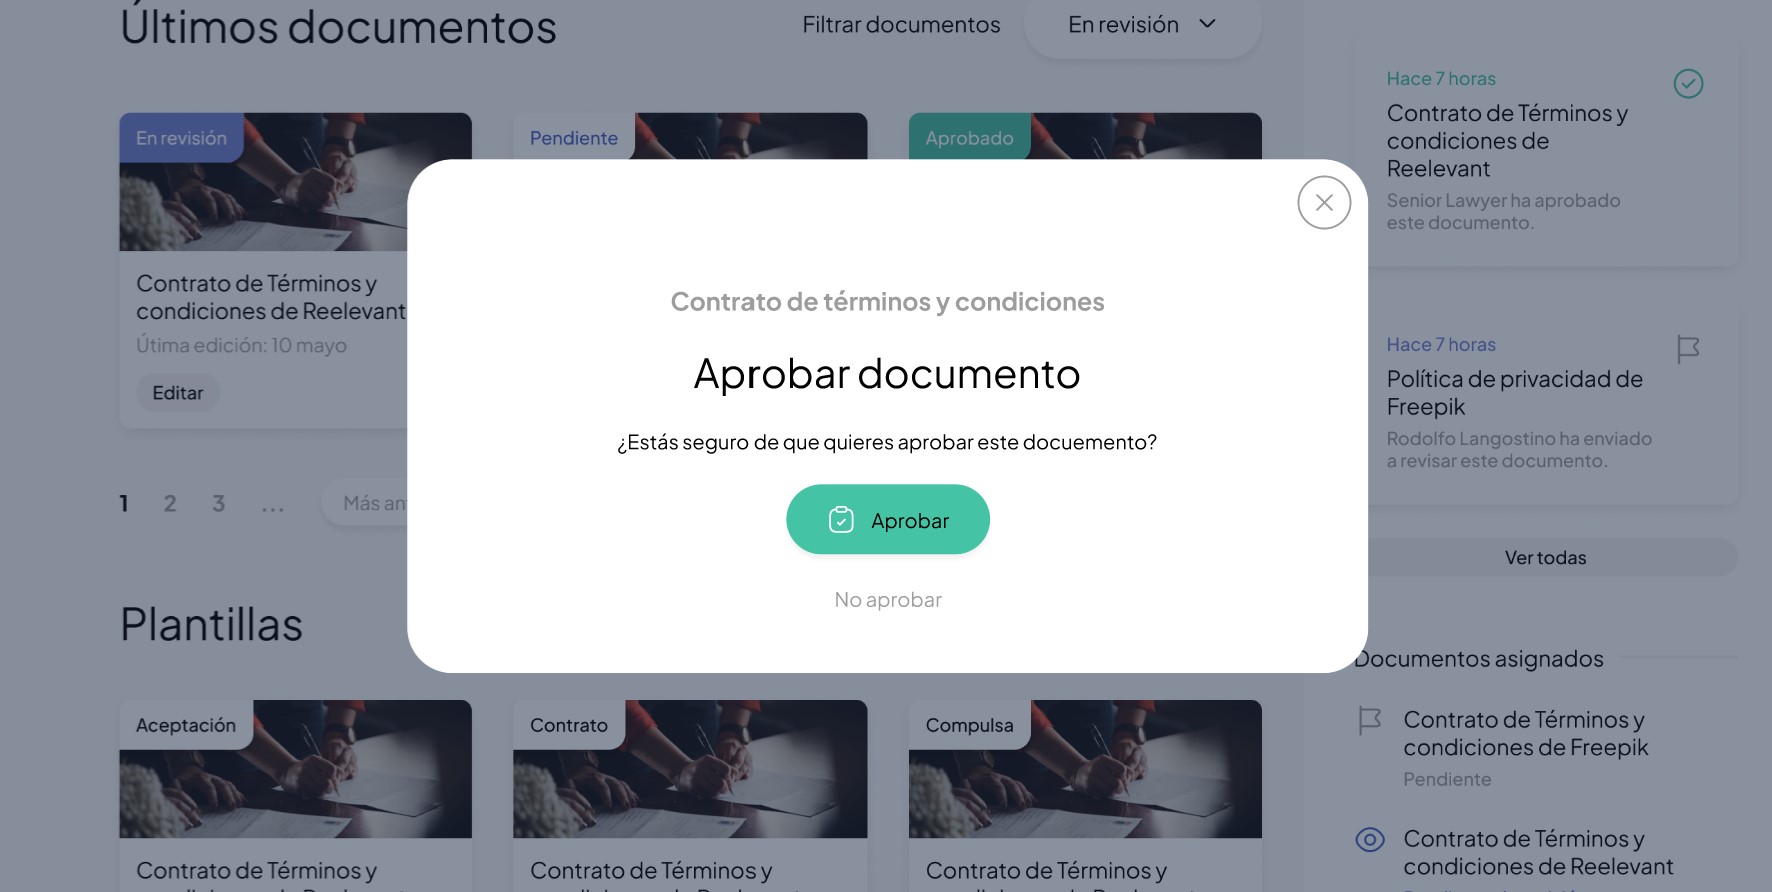 Últimos documentos
Filtrar documentos
En revisión
En revisión
Pendiente
Aprobado
Contrato de Términos y
condiciones de Reelevant
Útima edición: 10 mayo
Editar
1 2 3 ...
Más an
Contrato de términos y condiciones
Aprobar documento
¿Estás seguro de que quieres aprobar este docuemento?
Aprobar
No aprobar
Hace 7 horas
Contrato de Términos y
condiciones de
Reelevant
Senior Lawyer ha aprobado
este documento.
Hace 7 horas
Política de privacidad de
Freepik
Rodolfo Langostino ha enviado
a revisar este documento.
Ver todas
Plantillas
Aceptación
Contrato
Compulsa
Contrato de Términos y
Contrato de Términos y
Contrato de Términos y
Documentos asignados
Contrato de Términos y
condiciones de Freepik
Pendiente
Contrato de Términos y
condiciones de Reelevant